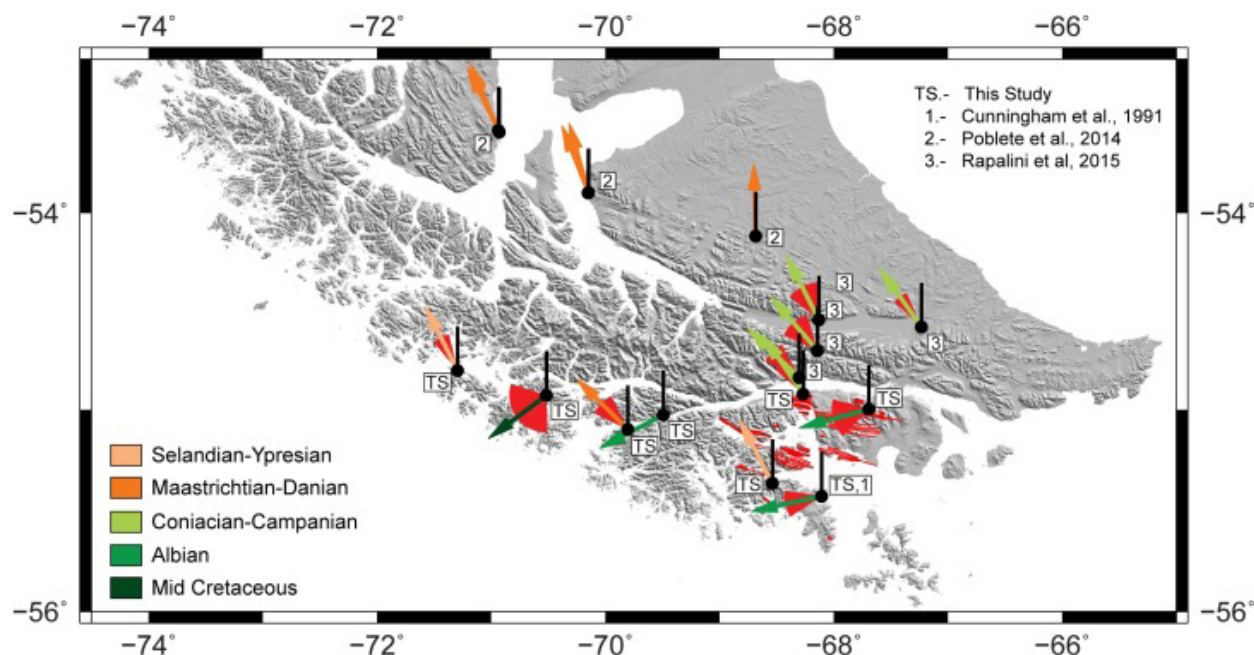 −74° −72° −70° −68° −66°
TS.- This Study
1.- Cunningham et al., 1991
2.- Poblete et al., 2014
3.- Rapalini et al, 2015
2
2
−54° −54°
2
3
3
3
3
3
TS
TS
TS
TS
TS
TS
TS
TS,1
Selandian-Ypresian
Maastrichtian-Danian
Coniacian-Campanian
Albian
Mid Cretaceous
−56° −56°
−74° −72° −70° −68° −66°